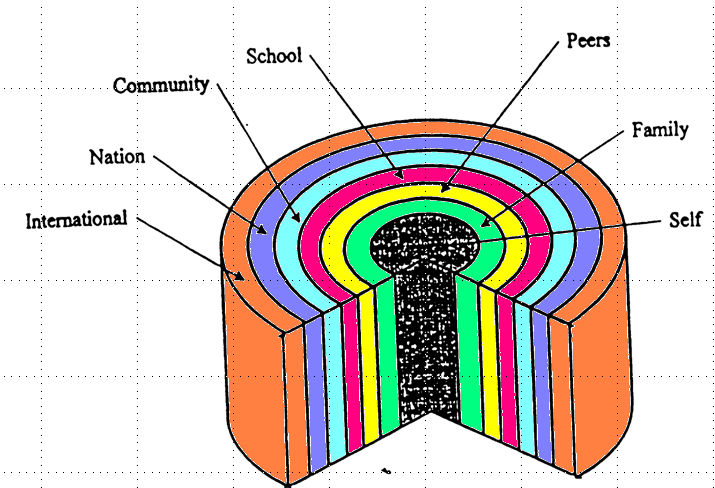 Peers
School
Community
Family
Nation
International
Self